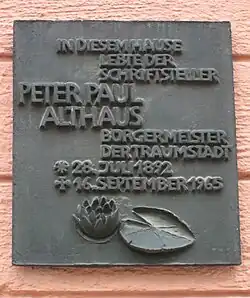 IN DIESEM HAUSE
LEBTE DER
SCHRIFTSTELLER
PETER PAUL
ALTHAUS
BÜRGERMEISTER
DER TRAUMSTADT
* 28. JULI 1892
✝ 16. SEPTEMBER 1965